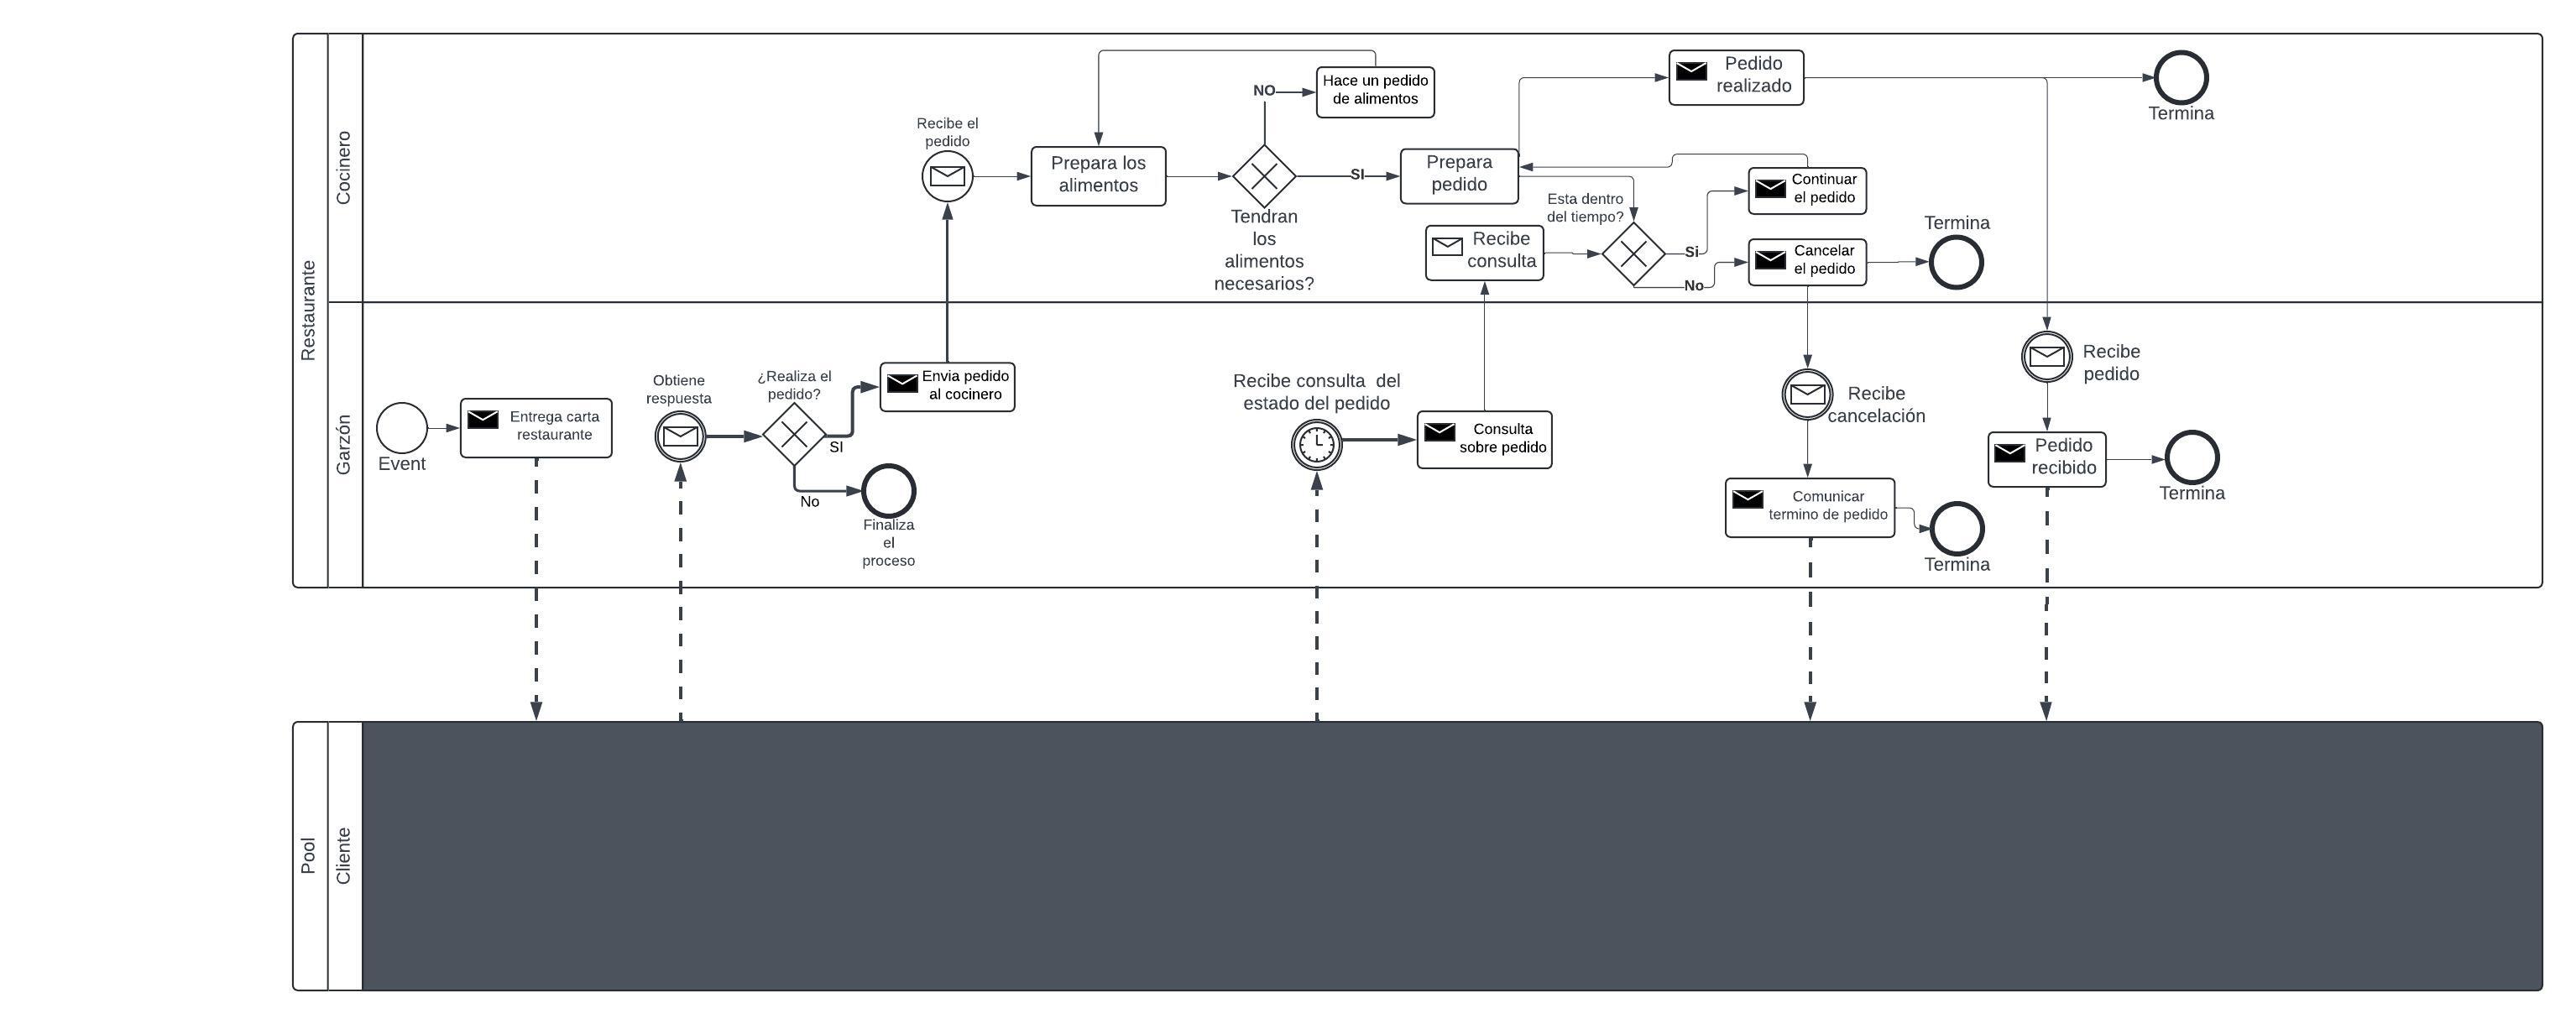 Restaurante
Cocinero
Recibe el
pedido
Prepara los
alimentos
NO
Hace un pedido
de alimentos
Tendran
los
alimentos
necesarios?
SI
Prepara
pedido
Pedido
realizado
Termina
Esta dentro
del tiempo?
Recibe
consulta
Si
Continuar
el pedido
No
Cancelar
el pedido
Termina
Garzón
Event
Entrega carta
restaurante
Obtiene
respuesta
¿Realiza el
pedido?
SI
No
Envia pedido
al cocinero
Finaliza
el
proceso
Recibe consulta  del
estado del pedido
Consulta
sobre pedido
Recibe
cancelación
Comunicar
termino de pedido
Termina
Recibe
pedido
Pedido
recibido
Termina
Pool
Cliente